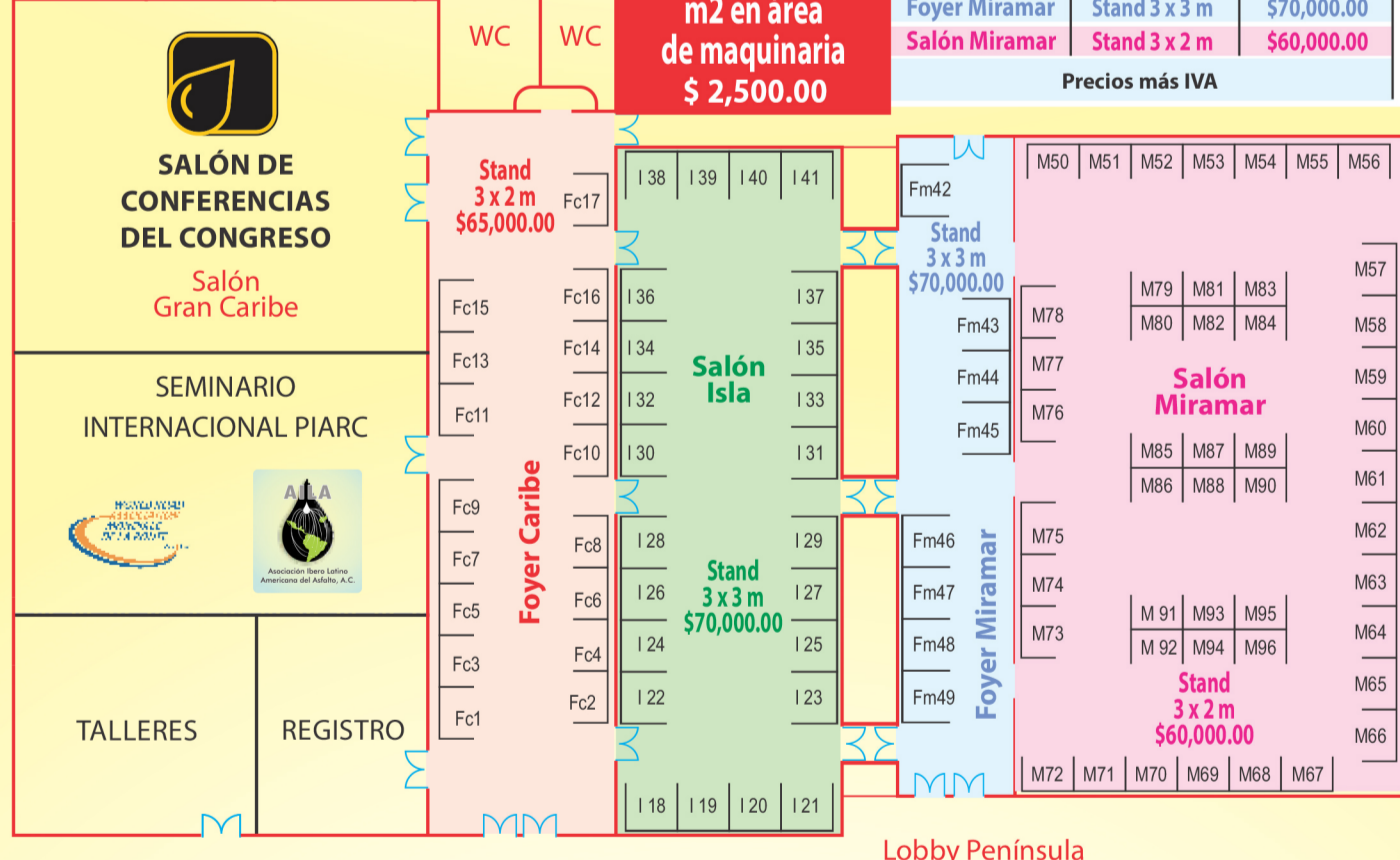 WC
WC
m2 en área
de maquinaria
$ 2,500.00
Foyer Miramar Stand 3 x 3 m $70,000.00
Salón Miramar Stand 3 x 2 m $60,000.00
Precios más IVA
SALÓN DE
CONFERENCIAS
DEL CONGRESO
Salón
Gran Caribe
SEMINARIO
INTERNACIONAL PIARC
AILA
Asociación Ibero Latino
Americana del Asfalto, A.C.
TALLERES
REGISTRO
Stand
3 x 2 m
$65,000.00
Fc17
Fc15
Fc13
Fc11
Fc16
Fc14
Fc12
Fc10
Foyer Caribe
Fc9
Fc7
Fc5
Fc3
Fc1
Fc8
Fc6
Fc4
Fc2
I 38 I 39 I 40 I 41
I 36
I 34
I 32
I 30
I 37
I 35
I 33
I 31
Salón
Isla
I 28
I 26
I 24
I 22
I 29
I 27
I 25
I 23
Stand
3 x 3 m
$70,000.00
I 18 I 19 I 20 I 21
Fm42
Stand
3 x 3 m
$70,000.00
Fm43
Fm44
Fm45
Fm46
Fm47
Fm48
Fm49
Foyer Miramar
M50 M51 M52 M53 M54 M55 M56
M57
M58
M59
M60
M61
M62
M63
M64
M65
M66
M78
M77
M76
M75
M74
M73
M79 M81 M83
M80 M82 M84
Salón
Miramar
M85 M87 M89
M86 M88 M90
M 91 M93 M95
M 92 M94 M96
Stand
3 x 2 m
$60,000.00
M72 M71 M70 M69 M68 M67
Lobby Península